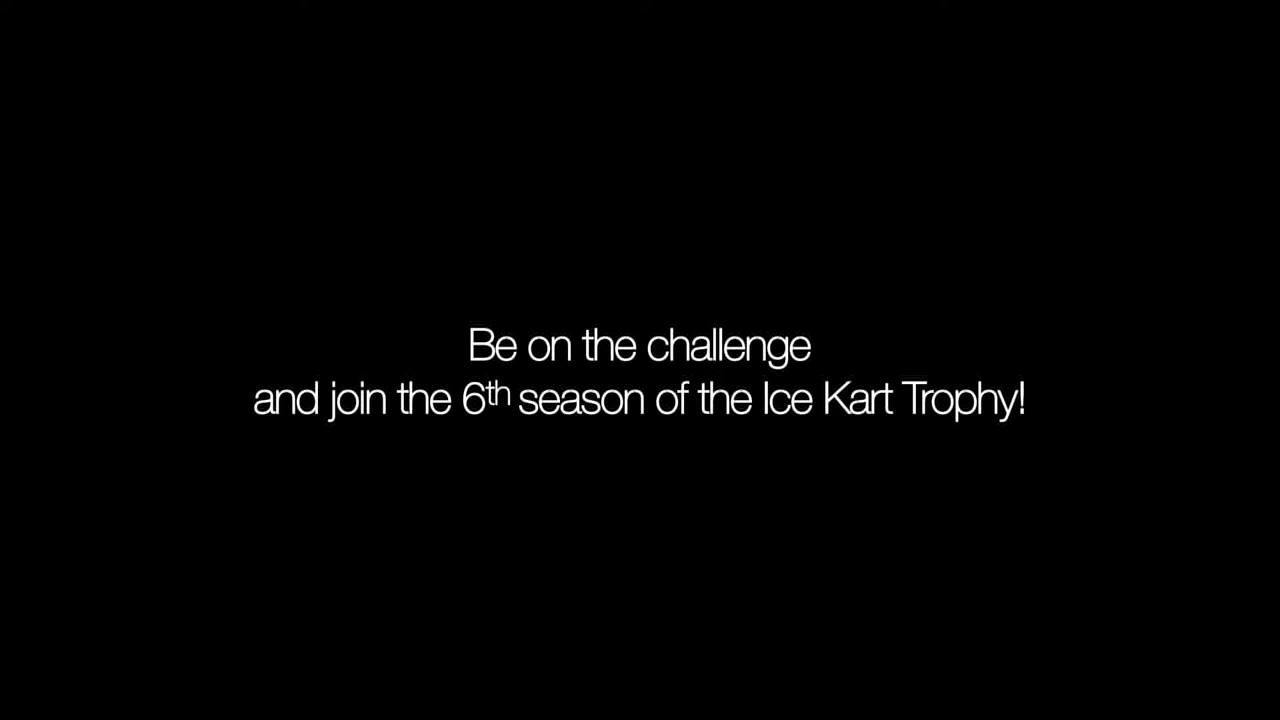 Be on the challenge
and join the 6th season of the Ice Kart Trophy!